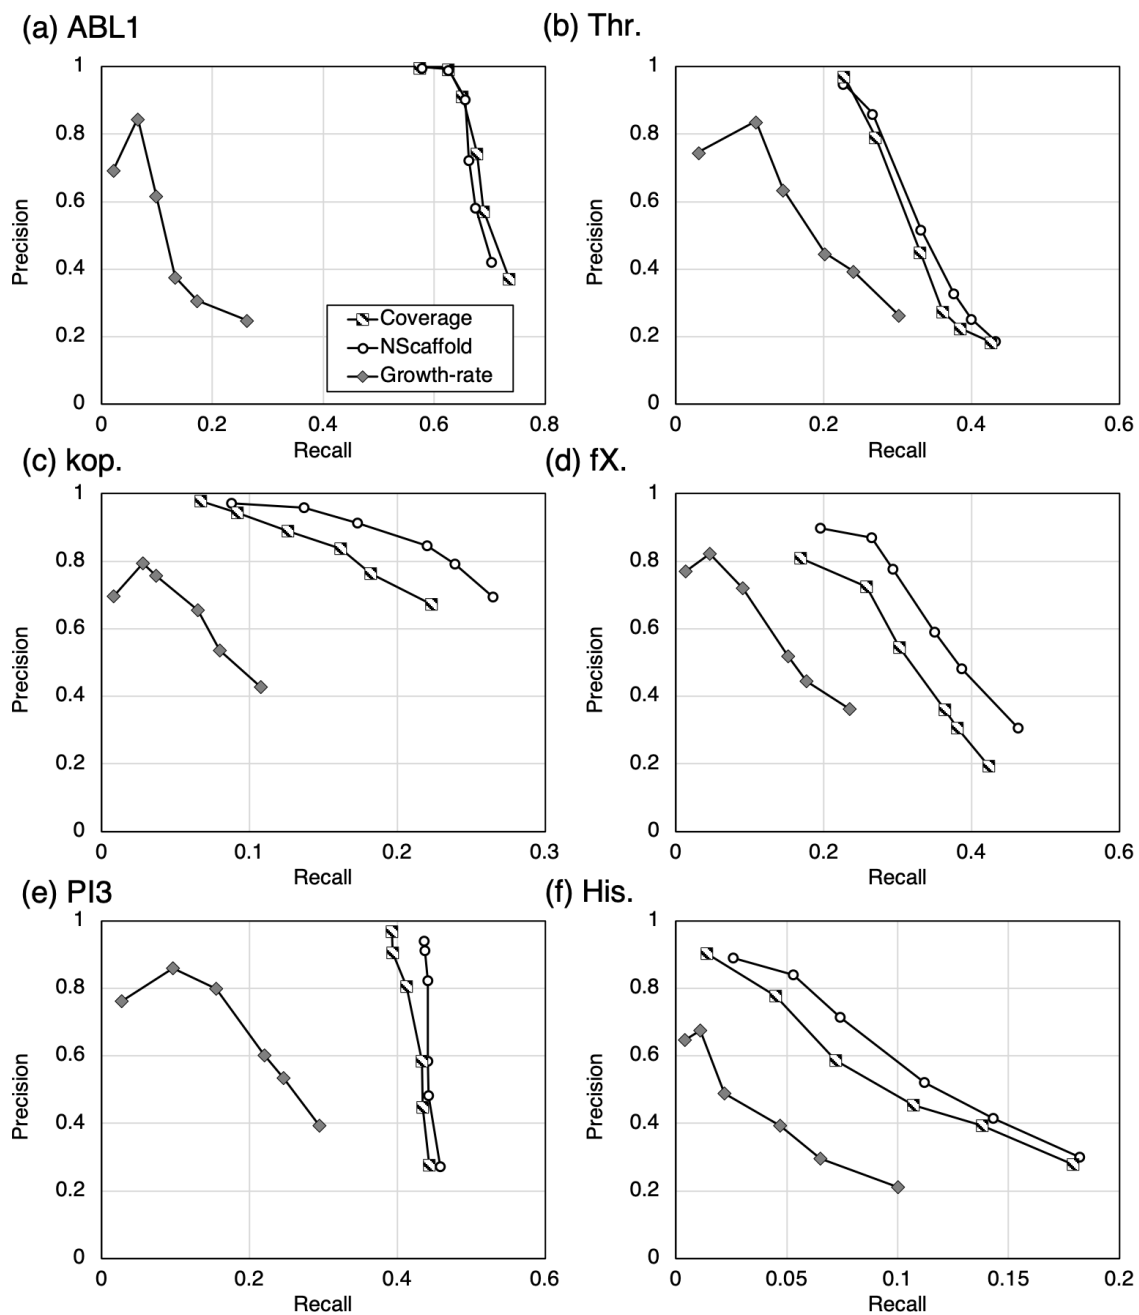 (a) ABL1
1
0.8
0.6
0.4
0.2
0
Precision
Coverage
NScaffold
Growth-rate
0
0.2
0.4
0.6
0.8
Recall
(b) Thr.
1
0.8
0.6
0.4
0.2
0
Precision
0
0.2
0.4
0.6
Recall
(c) kop.
1
0.8
0.6
0.4
0.2
0
Precision
0
0.1
0.2
0.3
Recall
(d) fX.
1
0.8
0.6
0.4
0.2
0
Precision
0
0.2
0.4
0.6
Recall
(e) PI3
1
0.8
0.6
0.4
0.2
0
Precision
0
0.2
0.4
0.6
Recall
(f) His.
1
0.8
0.6
0.4
0.2
0
Precision
0
0.05
0.1
0.15
0.2
Recall